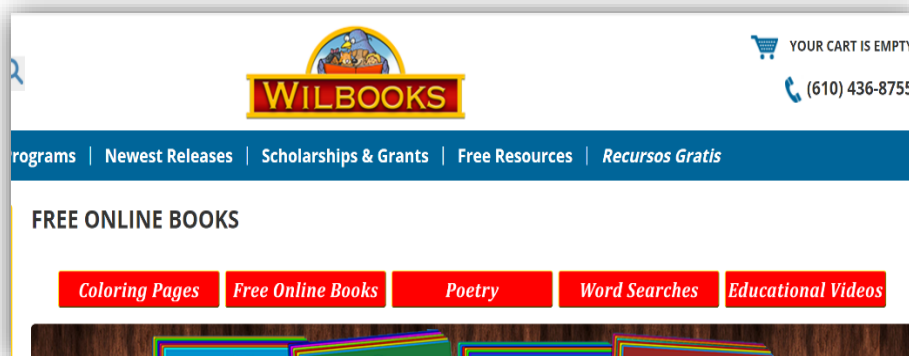 YOUR CART IS EMPTY
WILBOOKS
(610) 436-8755
Newest Releases | Scholarships & Grants | Free Resources | Recursos Gratis
FREE ONLINE BOOKS
Coloring Pages Free Online Books Poetry Word Searches Educational Videos